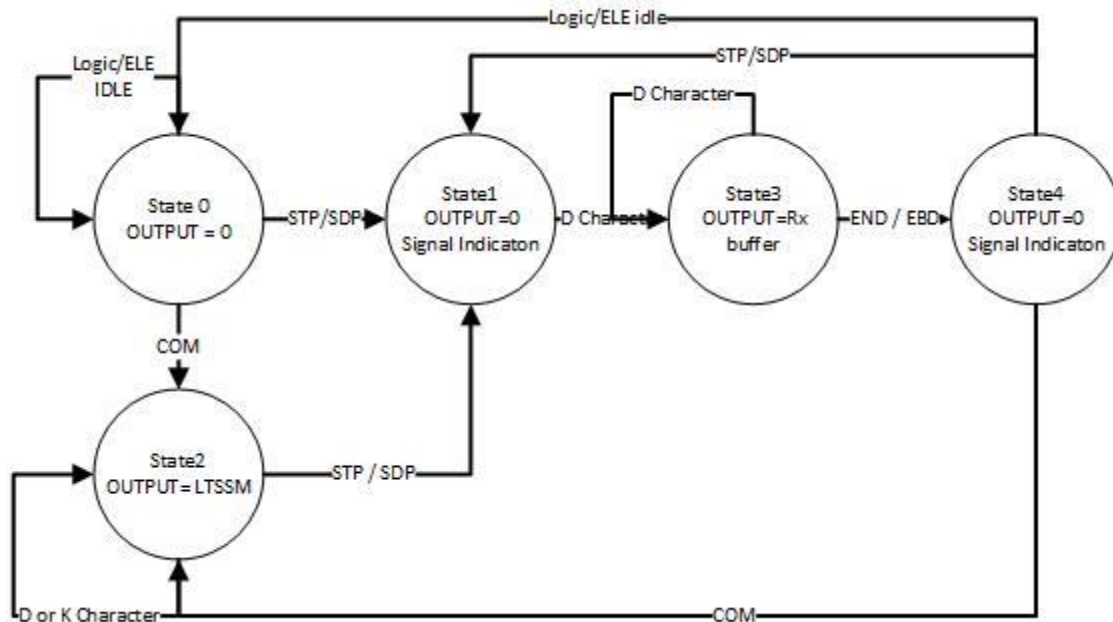 Logic/ELE idle
STP/SDP
Logic/ELE
IDLE
D Character
State 0
OUTPUT = 0
STP/SDP
State1
OUTPUT=0
Signal Indicaton
D Character
State3
OUTPUT=Rx
buffer
END / EBD
State4
OUTPUT=0
Signal Indicaton
COM
State2
OUTPUT= LTSSM
STP / SDP
D or K Character
COM